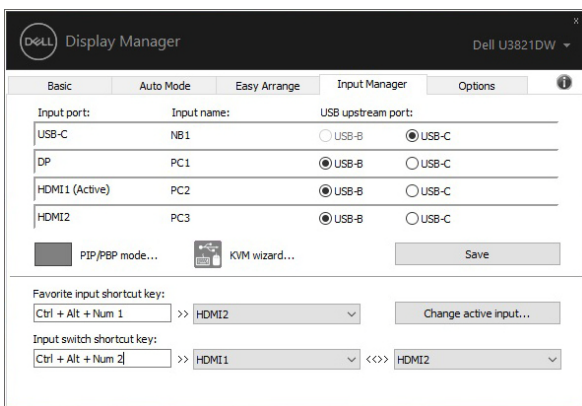 DELL Display Manager
x
Dell U3821DW
Basic Auto Mode Easy Arrange Input Manager Options i
Input port: Input name: USB upstream port:
USB-C NB1 USB-B USB-C
DP PC1 USB-B USB-C
HDMI1 (Active) PC2 USB-B USB-C
HDMI2 PC3 USB-B USB-C
PIP/PBP mode... KVM wizard... Save
Favorite input shortcut key:
Ctrl + Alt + Num 1 >> HDMI2 Change active input...
Input switch shortcut key:
Ctrl + Alt + Num 2 >> HDMI1 <<>> HDMI2